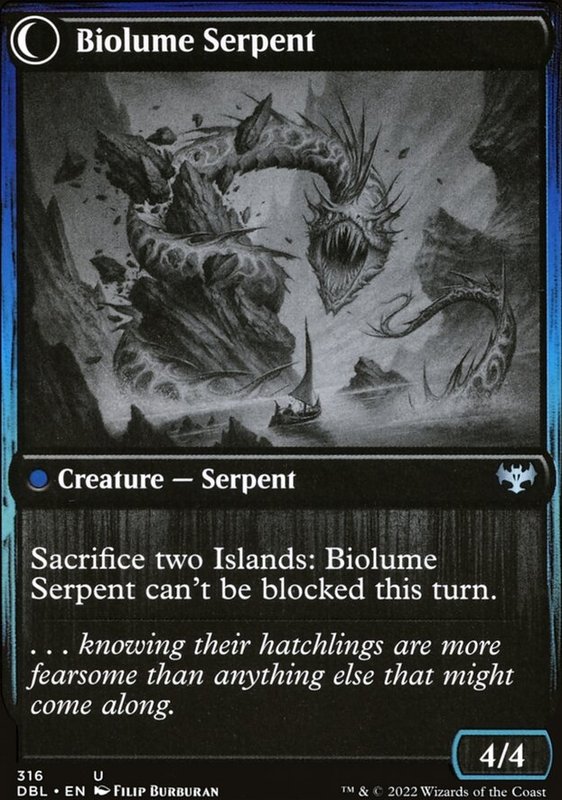 Biolume Serpent
Creature — Serpent
Sacrifice two Islands: Biolume
Serpent can't be blocked this turn.
. . . knowing their hatchlings are more
fearsome than anything else that might
come along.
4/4
316 U
DBL • EN Filip Burburan
™ & © 2022 Wizards of the Coast